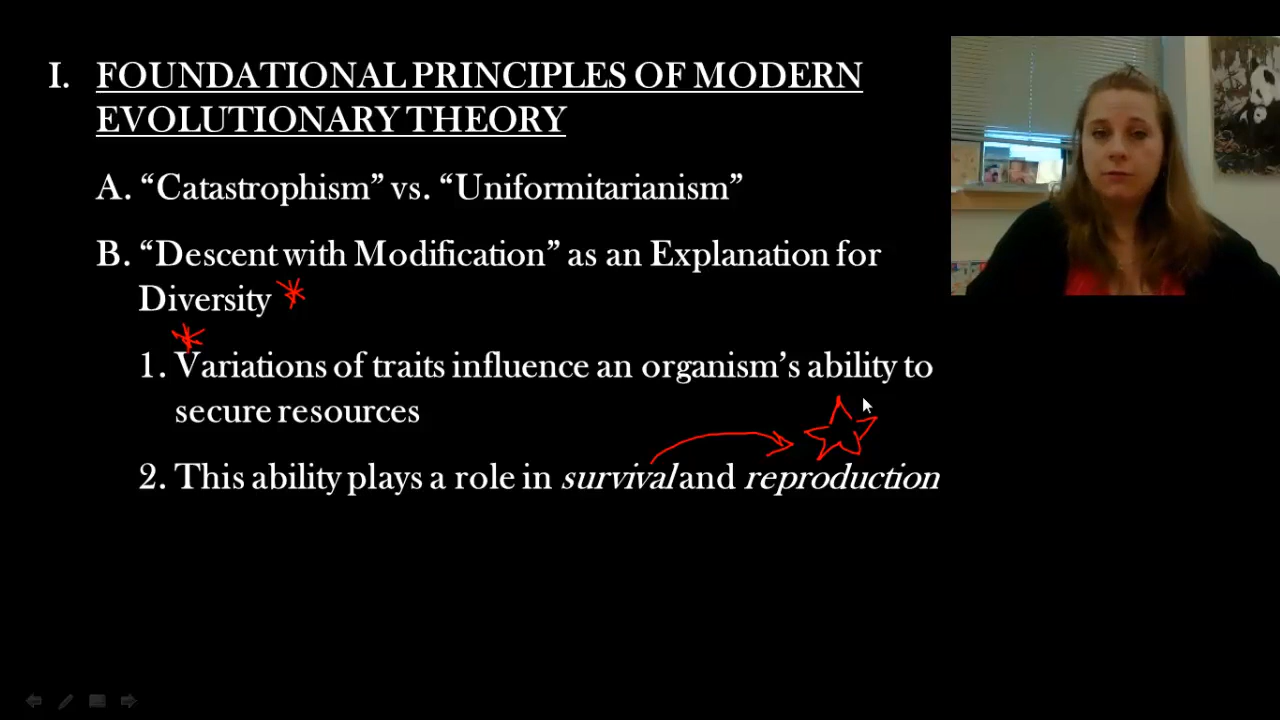 I. FOUNDATIONAL PRINCIPLES OF MODERN
EVOLUTIONARY THEORY
A. “Catastrophism” vs. “Uniformitarianism”
B. “Descent with Modification” as an Explanation for
Diversity
1. Variations of traits influence an organism’s ability to
secure resources
2. This ability plays a role in survival and reproduction